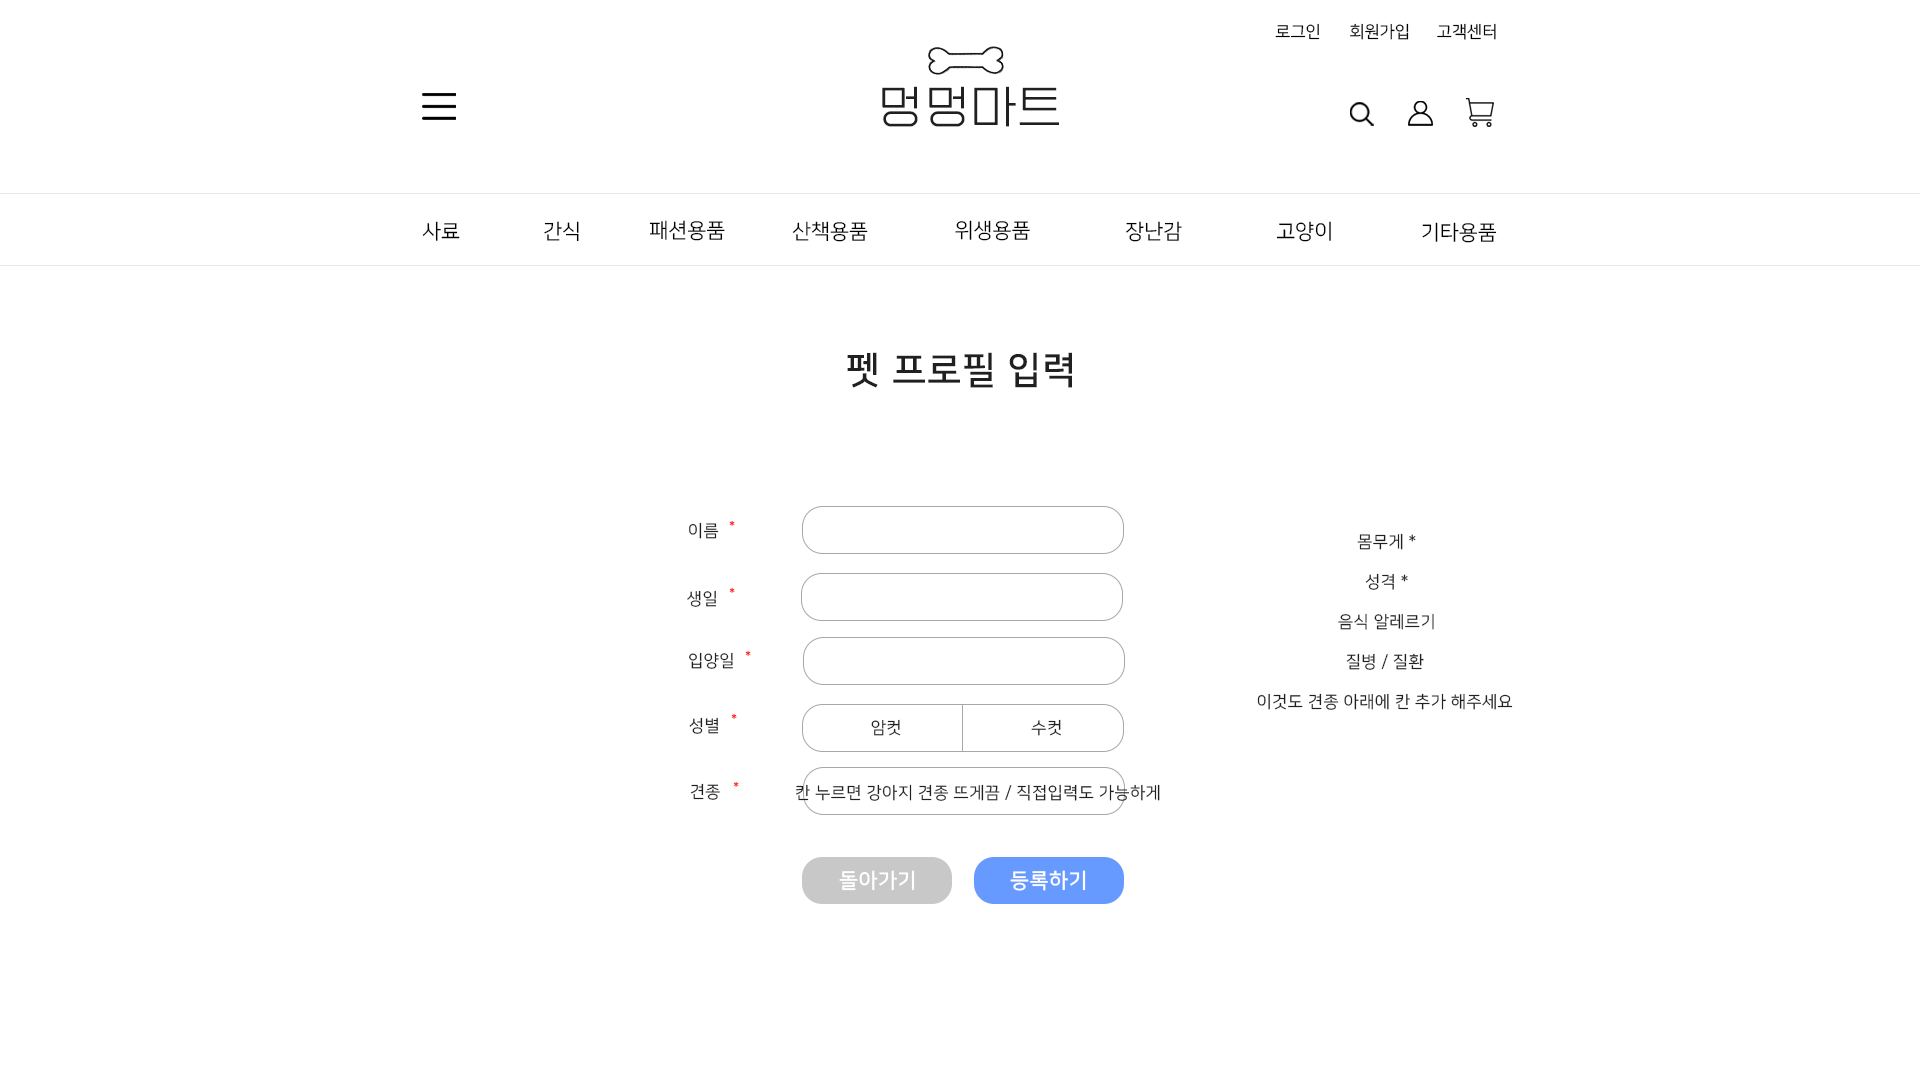 로그인 회원가입 고객센터
멍멍마트
사료 간식 패션용품 산책용품 위생용품 장난감 고양이 기타용품
펫 프로필 입력
이름 *
생일 *
입양일 *
성별 *
암컷 수컷
견종 *
칸 누르면 강아지 견종 뜨게끔 / 직접입력도 가능하게
돌아가기 등록하기
몸무게 *
성격 *
음식 알레르기
질병 / 질환
이것도 견종 아래에 칸 추가 해주세요